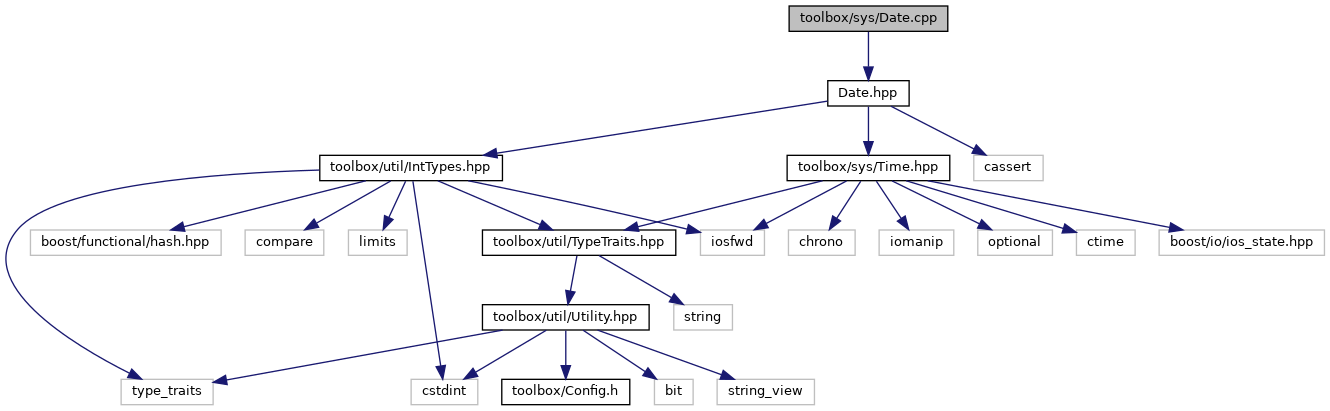 toolbox/sys/Date.cpp
Date.hpp
toolbox/util/IntTypes.hpp
toolbox/sys/Time.hpp
cassert
boost/functional/hash.hpp
compare
limits
toolbox/util/TypeTraits.hpp
iosfwd
chrono
iomanip
optional
ctime
boost/io/ios_state.hpp
toolbox/util/Utility.hpp
string
type_traits
cstdint
toolbox/Config.h
bit
string_view